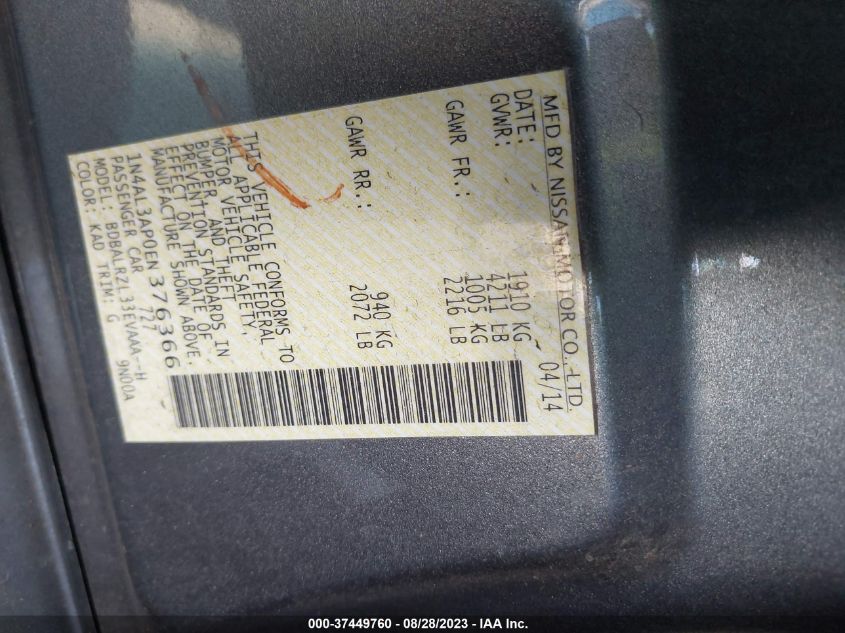 MFD BY NISSAN MOTOR CO., LTD.
DATE: 04/14
GVWR: 1910 KG
4211 LB
GAWR FR.: 1005 KG
2216 LB
GAWR RR.: 940 KG
2072 LB
THIS VEHICLE CONFORMS TO
ALL APPLICABLE FEDERAL
MOTOR VEHICLE SAFETY,
BUMPER AND THEFT
PREVENTION STANDARDS IN
EFFECT ON THE DATE OF
MANUFACTURE SHOWN ABOVE.
1N4AL3AP0EN376366
PASSENGER CAR 727
MODEL: BDBALRZL33EVAAA--H
COLOR: KAD TRIM: G 9N00A
000-37449760 - 08/28/2023 - IAA Inc.